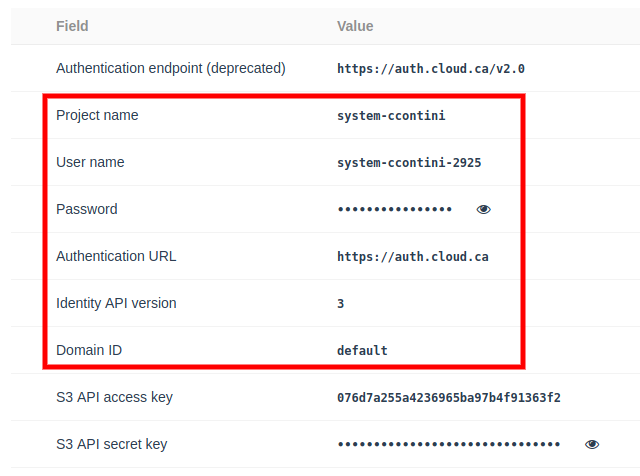 Field Value
Authentication endpoint (deprecated) https://auth.cloud.ca/v2.0
Project name system-ccontini
User name system-ccontini-2925
Password ••••••••••••••••
Authentication URL https://auth.cloud.ca
Identity API version 3
Domain ID default
S3 API access key 076d7a255a4236965ba97b4f91363f2
S3 API secret key •••••••••••••••••••••••••••••••